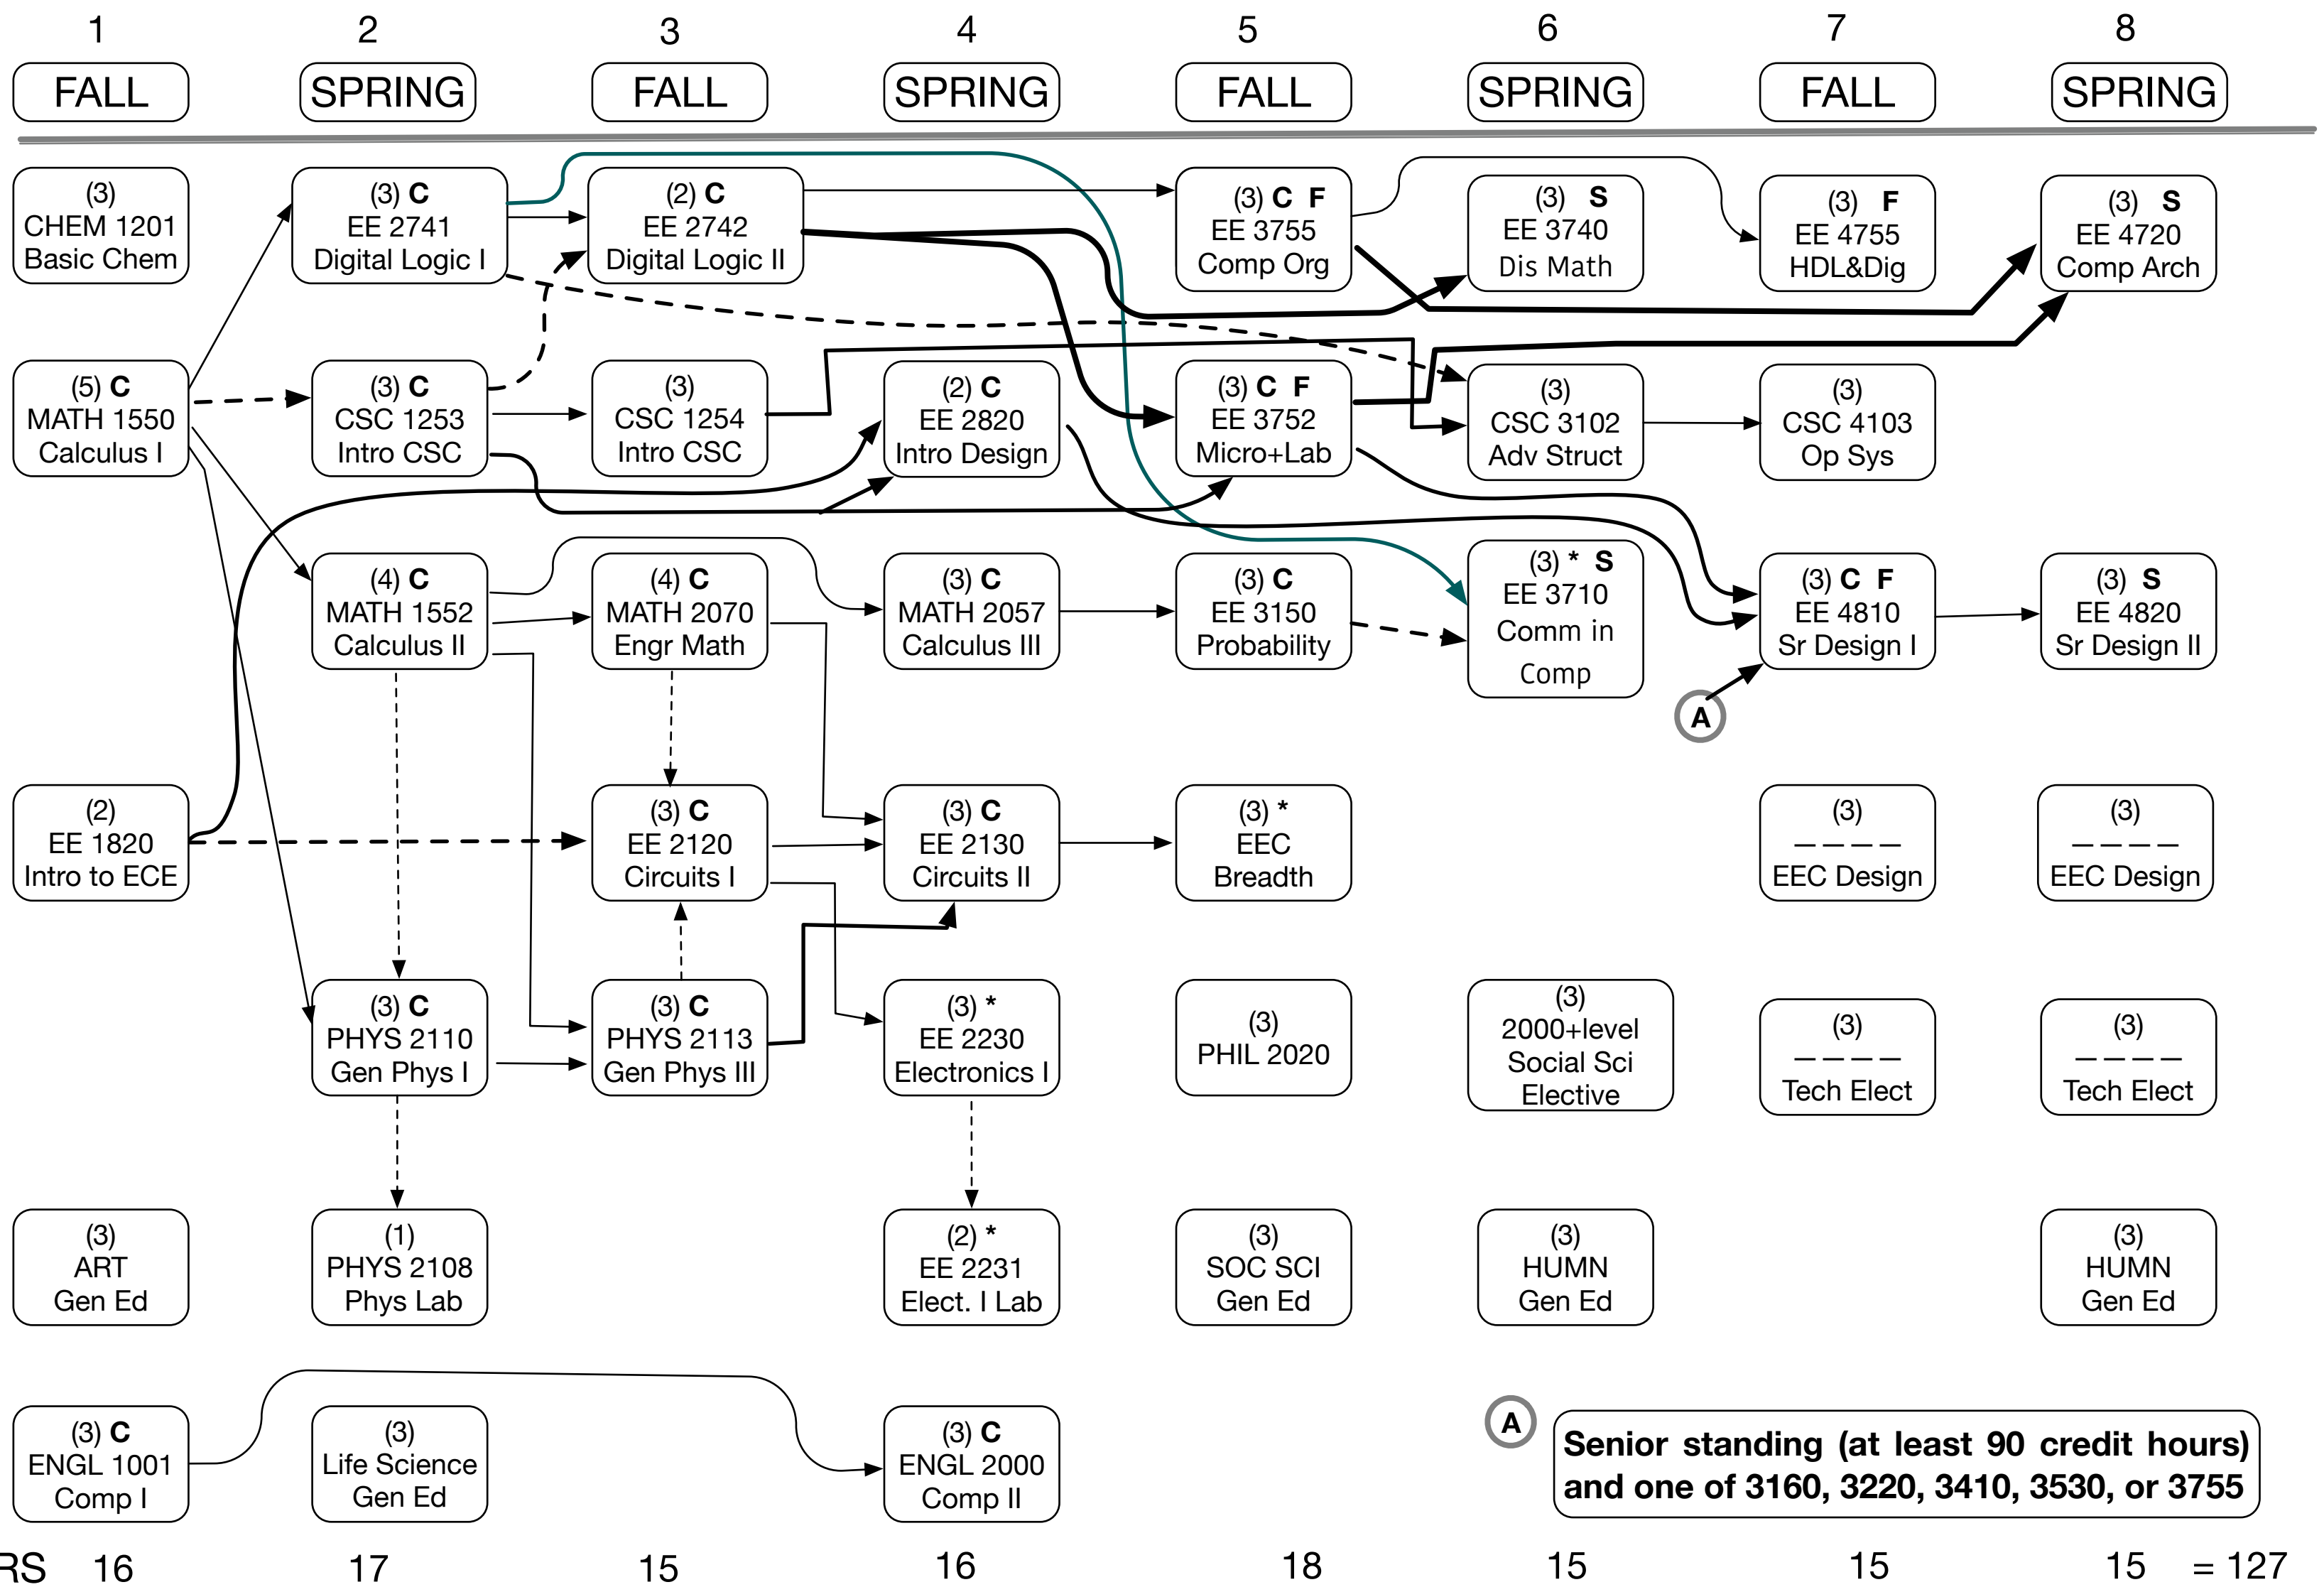 1 2 3 4 5 6 7 8
FALL SPRING FALL SPRING FALL SPRING FALL SPRING
(3)
CHEM 1201
Basic Chem
(3) C
EE 2741
Digital Logic I
(2) C
EE 2742
Digital Logic II
(3) C F
EE 3755
Comp Org
(3) S
EE 3740
Dis Math
(3) F
EE 4755
HDL&Dig
(3) S
EE 4720
Comp Arch
(5) C
MATH 1550
Calculus I
(3) C
CSC 1253
Intro CSC
(3)
CSC 1254
Intro CSC
(2) C
EE 2820
Intro Design
(3) C F
EE 3752
Micro+Lab
(3)
CSC 3102
Adv Struct
(3)
CSC 4103
Op Sys
(4) C
MATH 1552
Calculus II
(4) C
MATH 2070
Engr Math
(3) C
MATH 2057
Calculus III
(3) C
EE 3150
Probability
(3) * S
EE 3710
Comm in
Comp
(3) C F
EE 4810
Sr Design I
(3) S
EE 4820
Sr Design II
A
(2)
EE 1820
Intro to ECE
(3) C
EE 2120
Circuits I
(3) C
EE 2130
Circuits II
(3) *
EEC
Breadth
(3)
_ _ _ _
EEC Design
(3)
_ _ _ _
EEC Design
(3) C
PHYS 2110
Gen Phys I
(3) C
PHYS 2113
Gen Phys III
(3) *
EE 2230
Electronics I
(3)
PHIL 2020
(3)
2000+level
Social Sci
Elective
(3)
_ _ _ _
Tech Elect
(3)
_ _ _ _
Tech Elect
(3)
ART
Gen Ed
(1)
PHYS 2108
Phys Lab
(2) *
EE 2231
Elect. I Lab
(3)
SOC SCI
Gen Ed
(3)
HUMN
Gen Ed
(3)
HUMN
Gen Ed
(3) C
ENGL 1001
Comp I
(3)
Life Science
Gen Ed
(3) C
ENGL 2000
Comp II
A
Senior standing (at least 90 credit hours)
and one of 3160, 3220, 3410, 3530, or 3755
RS 16 17 15 16 18 15 15 15 = 127